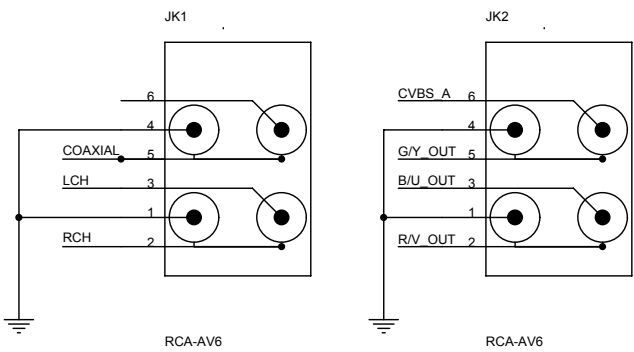 JK1
6
4
COAXIAL 5
LCH 3
1
RCH 2
RCA-AV6
JK2
CVBS_A 6
4
G/Y_OUT 5
B/U_OUT 3
1
R/V_OUT 2
RCA-AV6